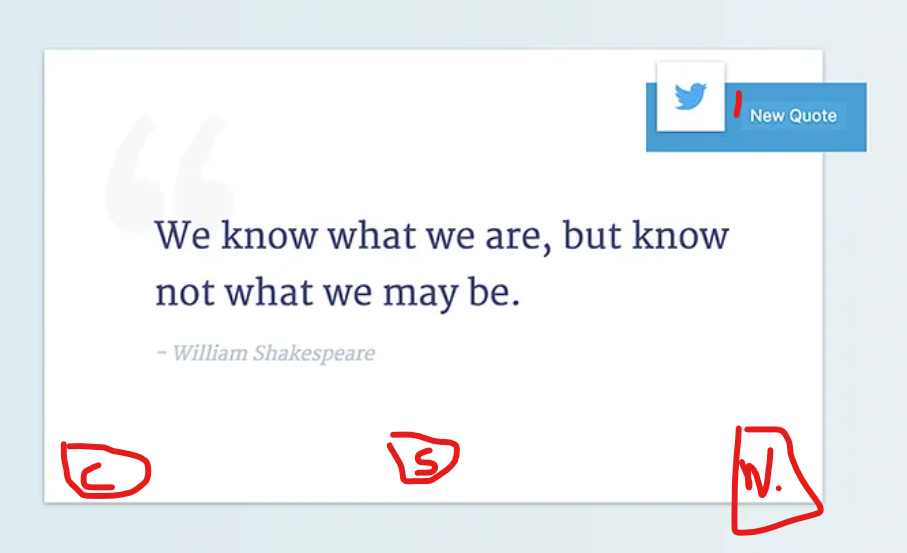 New Quote
We know what we are, but know
not what we may be.
– William Shakespeare
C
S
N.